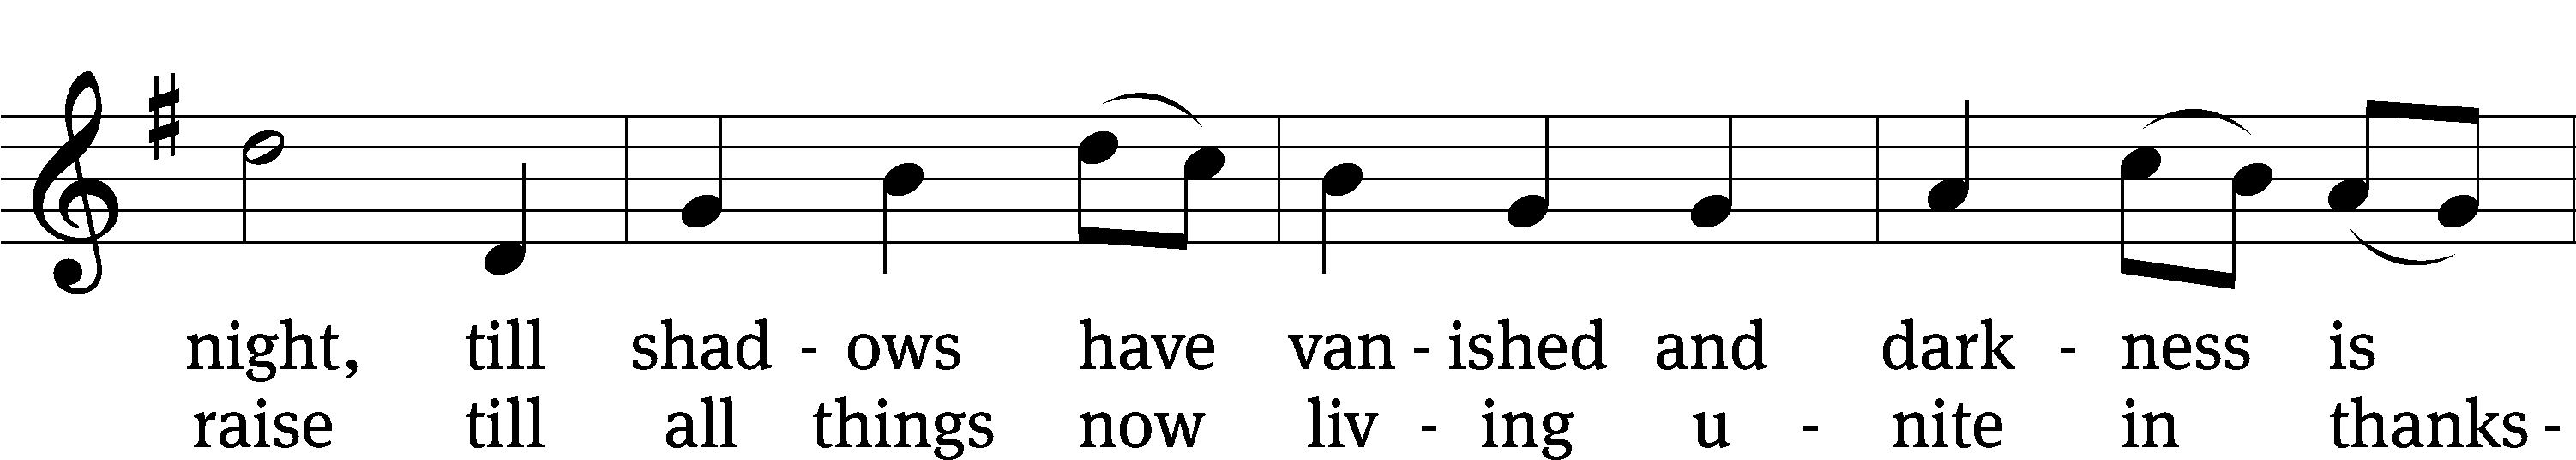 night, till shad - ows have van - ished and dark - ness is
raise till all things now liv - ing u - nite in thanks -